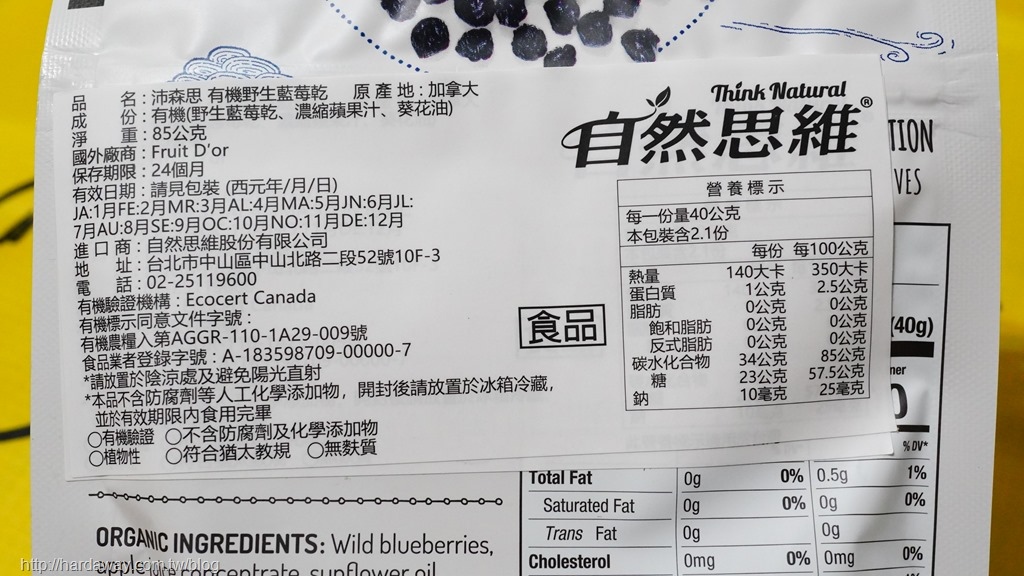 品　　名：沛森思 有機野生藍莓乾　原產地：加拿大
成　　份：有機(野生藍莓乾、濃縮蘋果汁、葵花油)
淨　　重：85公克
國外廠商：Fruit D'or
保存期限：24個月
有效日期：請見包裝 (西元年/月/日)
JA:1月FE:2月MR:3月AL:4月MA:5月JN:6月JL:
7月AU:8月SE:9月OC:10月NO:11月DE:12月
進口商：自然思維股份有限公司
地　　址：台北市中山區中山北路二段52號10F-3
電　　話：02-25119600
有機驗證機構：Ecocert Canada
有機標示同意文件字號：
有機農糧入第AGGR-110-1A29-009號
食品業者登錄字號：A-183598709-00000-7
*請放置於陰涼處及避免陽光直射
*本品不含防腐劑等人工化學添加物，開封後請放置於冰箱冷藏，
並於有效期限內食用完畢
○有機驗證　○不含防腐劑及化學添加物
○植物性　○符合猶太教規　○無麩質
食品
Think Natural
自然思維®
營養標示
每一份量40公克
本包裝含2.1份
每份　每100公克
熱量　140大卡　350大卡
蛋白質　1公克　2.5公克
脂肪　0公克　0公克
飽和脂肪　0公克　0公克
反式脂肪　0公克　0公克
碳水化合物　34公克　85公克
糖　23公克　57.5公克
鈉　10毫克　25毫克
TION
VES
(40g)
ner
0
% DV*
Total Fat 0g 0% 0.5g 1%
Saturated Fat 0g 0% 0g 0%
Trans Fat 0g 0g
Cholesterol 0mg 0% 0mg 0%
ORGANIC INGREDIENTS: Wild blueberries,
apple juice concentrate, sunflower oil
http://hardaway.com.tw/blog